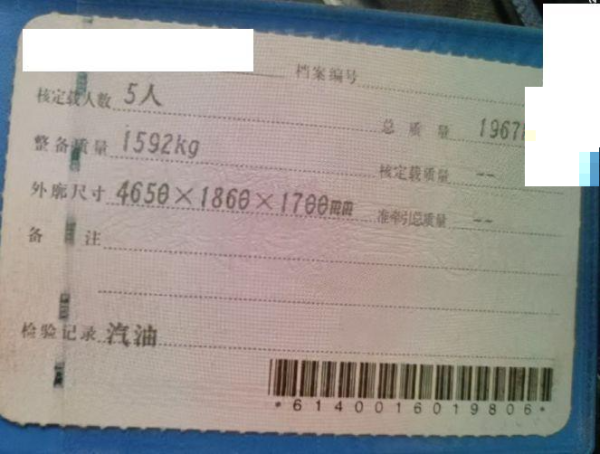 档案编号
核定载人数 5人 总质量 1967
整备质量 1592kg 核定载质量 --
外廓尺寸 4650×1860×1700mm 准牵引总质量 --
备注
检验记录 汽油
*6140016019806*